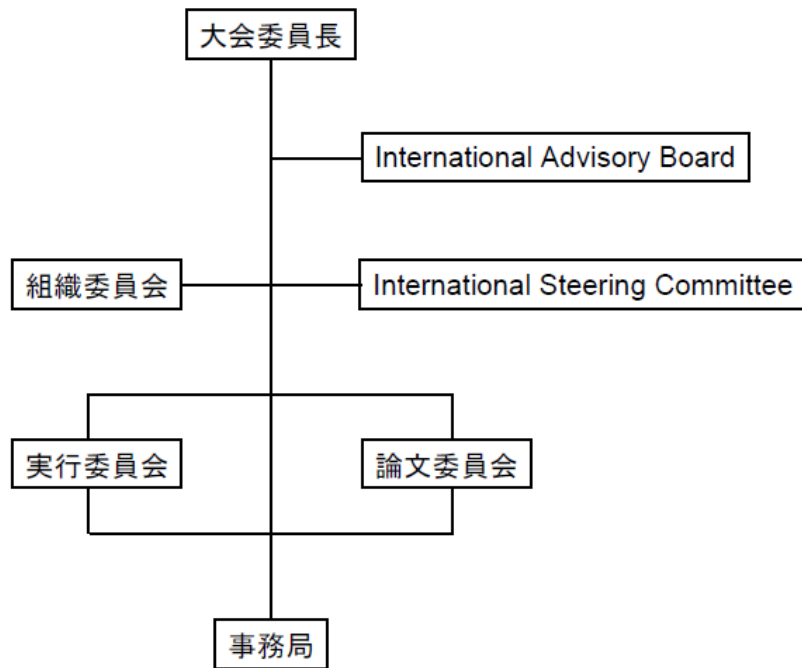 大会委員長
International Advisory Board
組織委員会
International Steering Committee
実行委員会
論文委員会
事務局